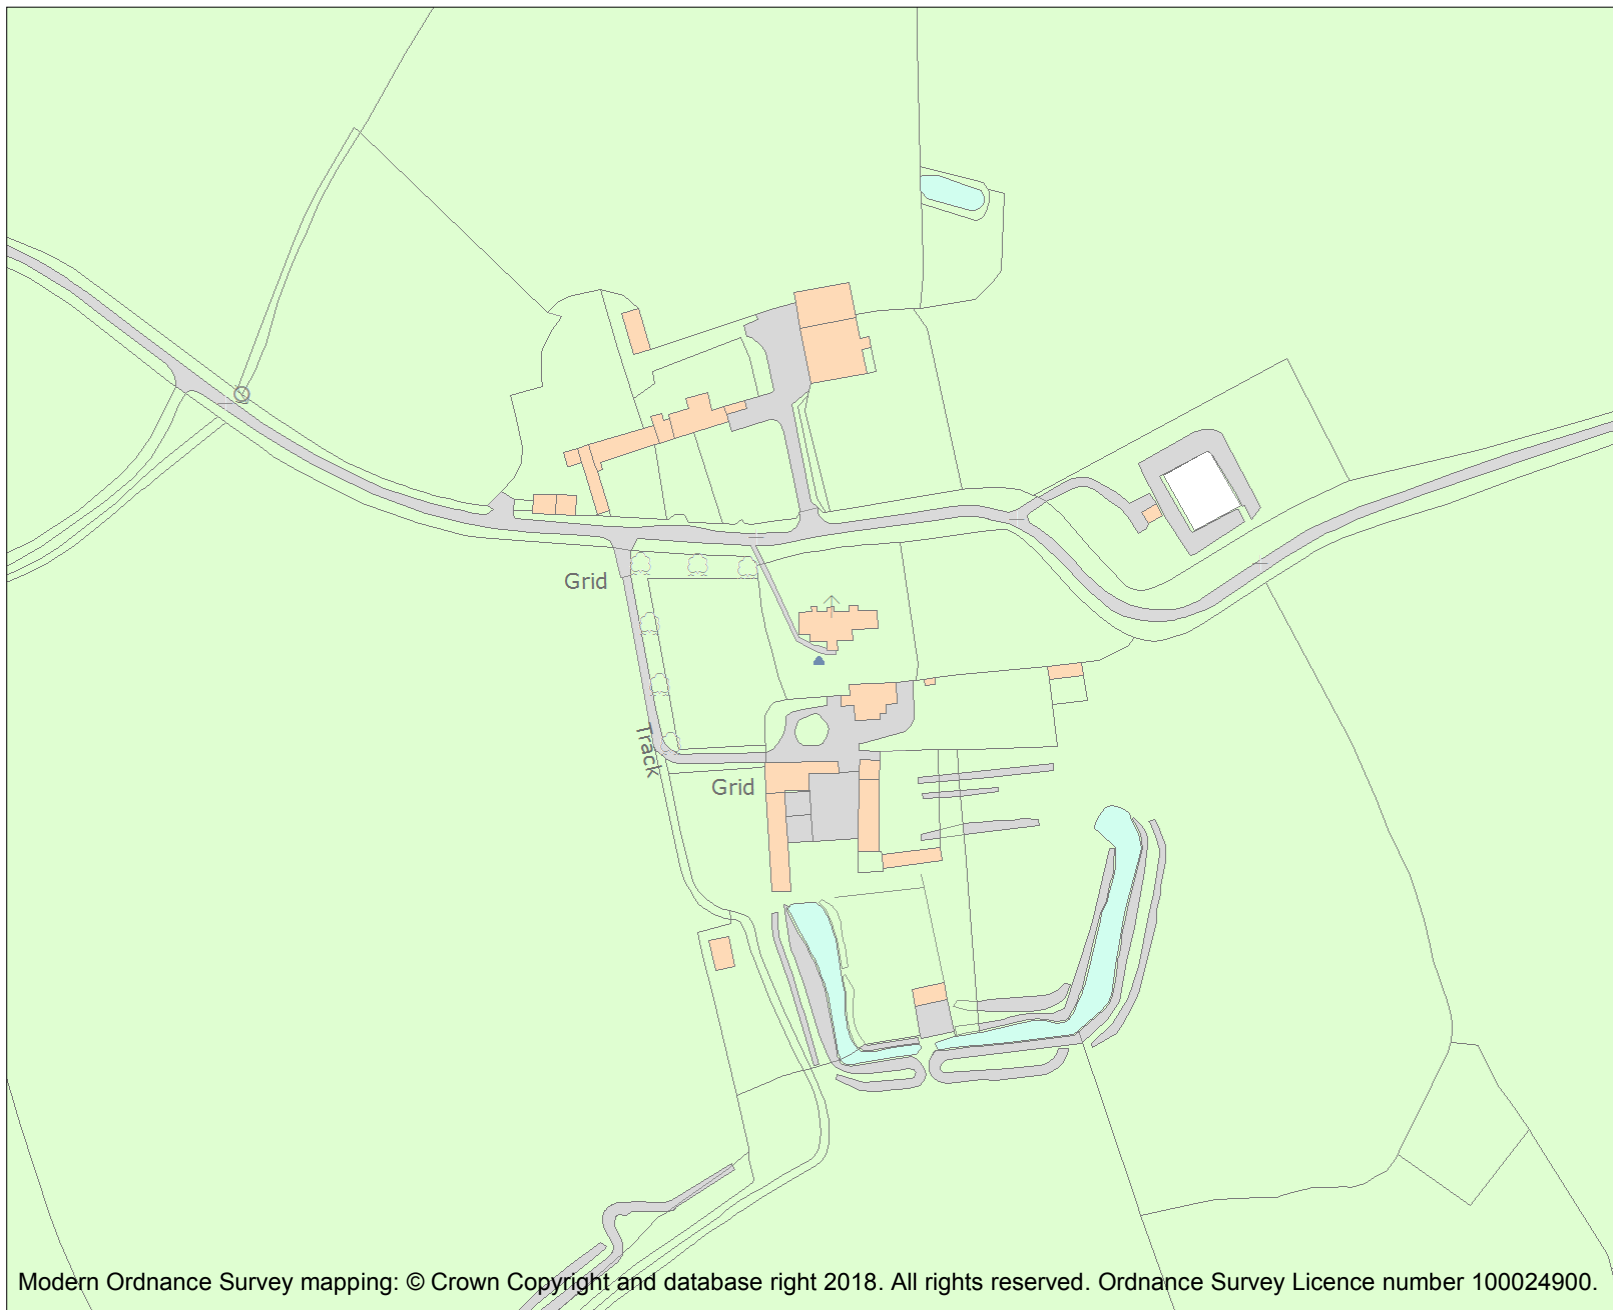 Grid
Track
Grid
Modern Ordnance Survey mapping: © Crown Copyright and database right 2018. All rights reserved. Ordnance Survey Licence number 100024900.